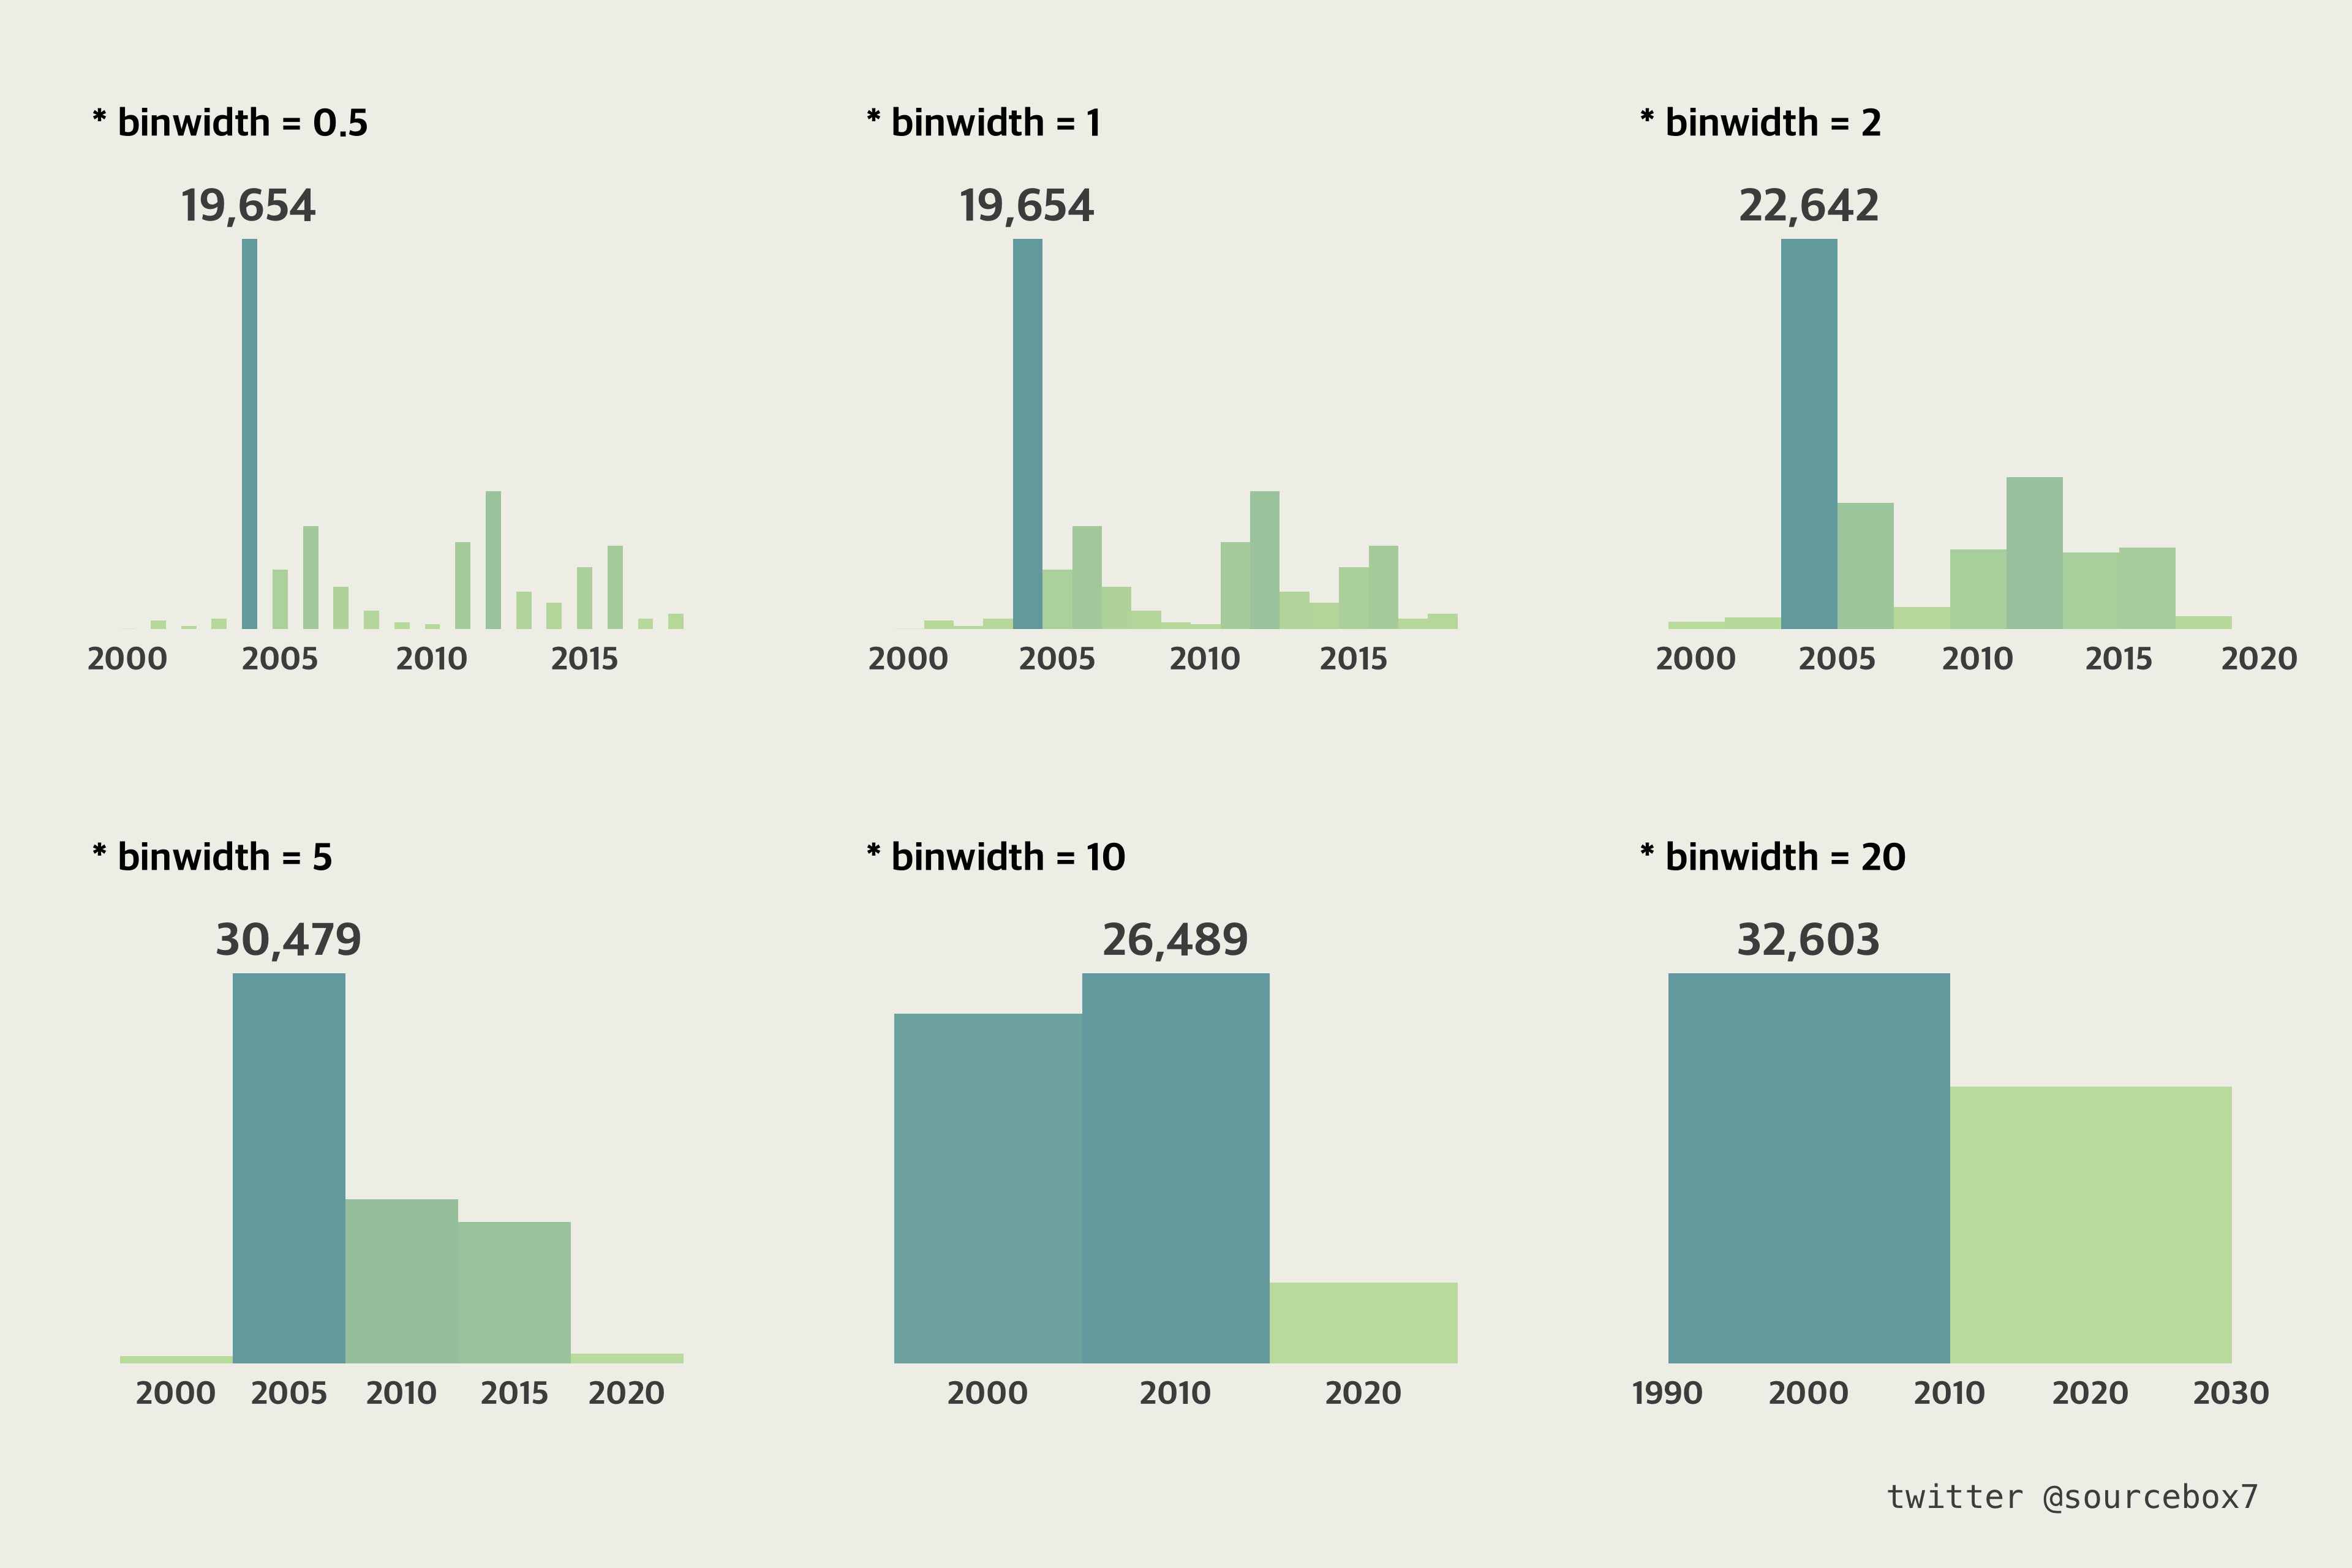 * binwidth = 0.5
19,654
2000 2005 2010 2015
* binwidth = 1
19,654
2000 2005 2010 2015
* binwidth = 2
22,642
2000 2005 2010 2015 2020
* binwidth = 5
30,479
2000 2005 2010 2015 2020
* binwidth = 10
26,489
2000 2010 2020
* binwidth = 20
32,603
1990 2000 2010 2020 2030
twitter @sourcebox7